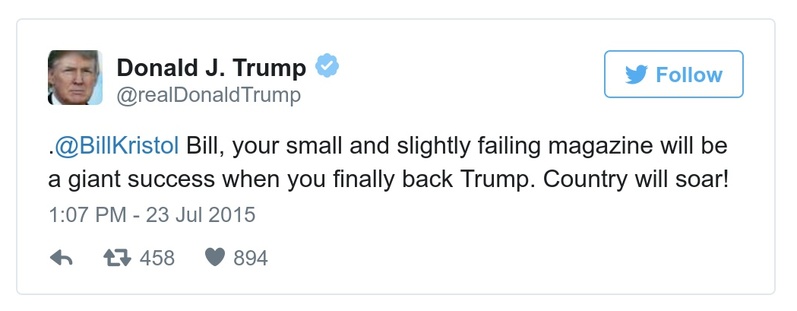 Donald J. Trump
@realDonaldTrump
Follow
.@BillKristol Bill, your small and slightly failing magazine will be
a giant success when you finally back Trump. Country will soar!
1:07 PM - 23 Jul 2015
458 894